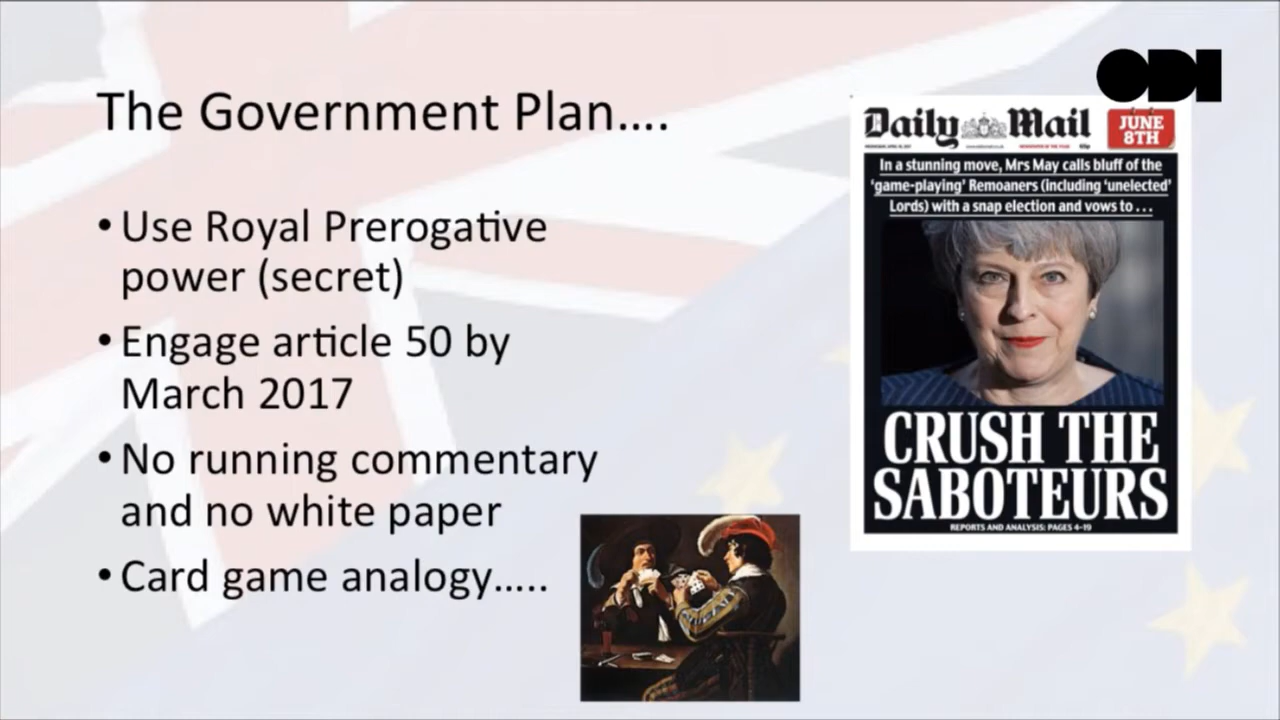 ODI
The Government Plan....
• Use Royal Prerogative
power (secret)
• Engage article 50 by
March 2017
• No running commentary
and no white paper
• Card game analogy.....
Daily Mail
JUNE
8TH
In a stunning move, Mrs May calls bluff of the
‘game-playing’ Remoaners (including ‘unelected’
Lords) with a snap election and vows to . . .
CRUSH THE
SABOTEURS
REPORTS AND ANALYSIS: PAGES 4-19